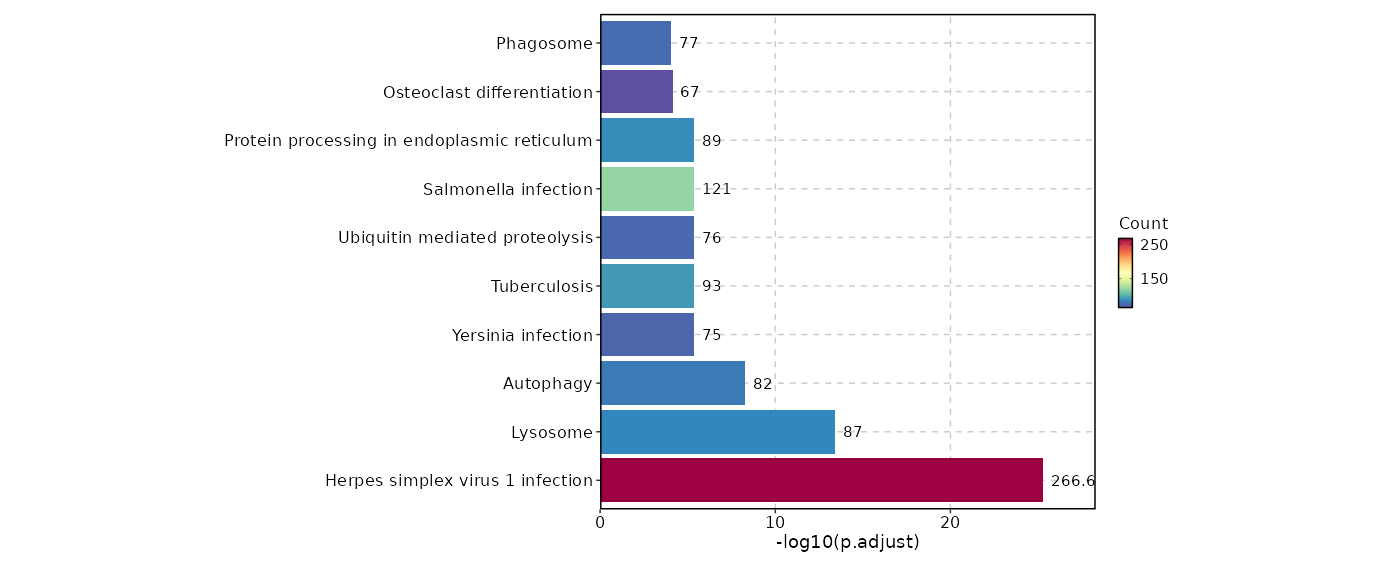 Phagosome 77
Osteoclast differentiation 67
Protein processing in endoplasmic reticulum 89
Salmonella infection 121
Ubiquitin mediated proteolysis 76
Tuberculosis 93
Yersinia infection 75
Autophagy 82
Lysosome 87
Herpes simplex virus 1 infection 266.6
0 10 20
-log10(p.adjust)
Count
250
150